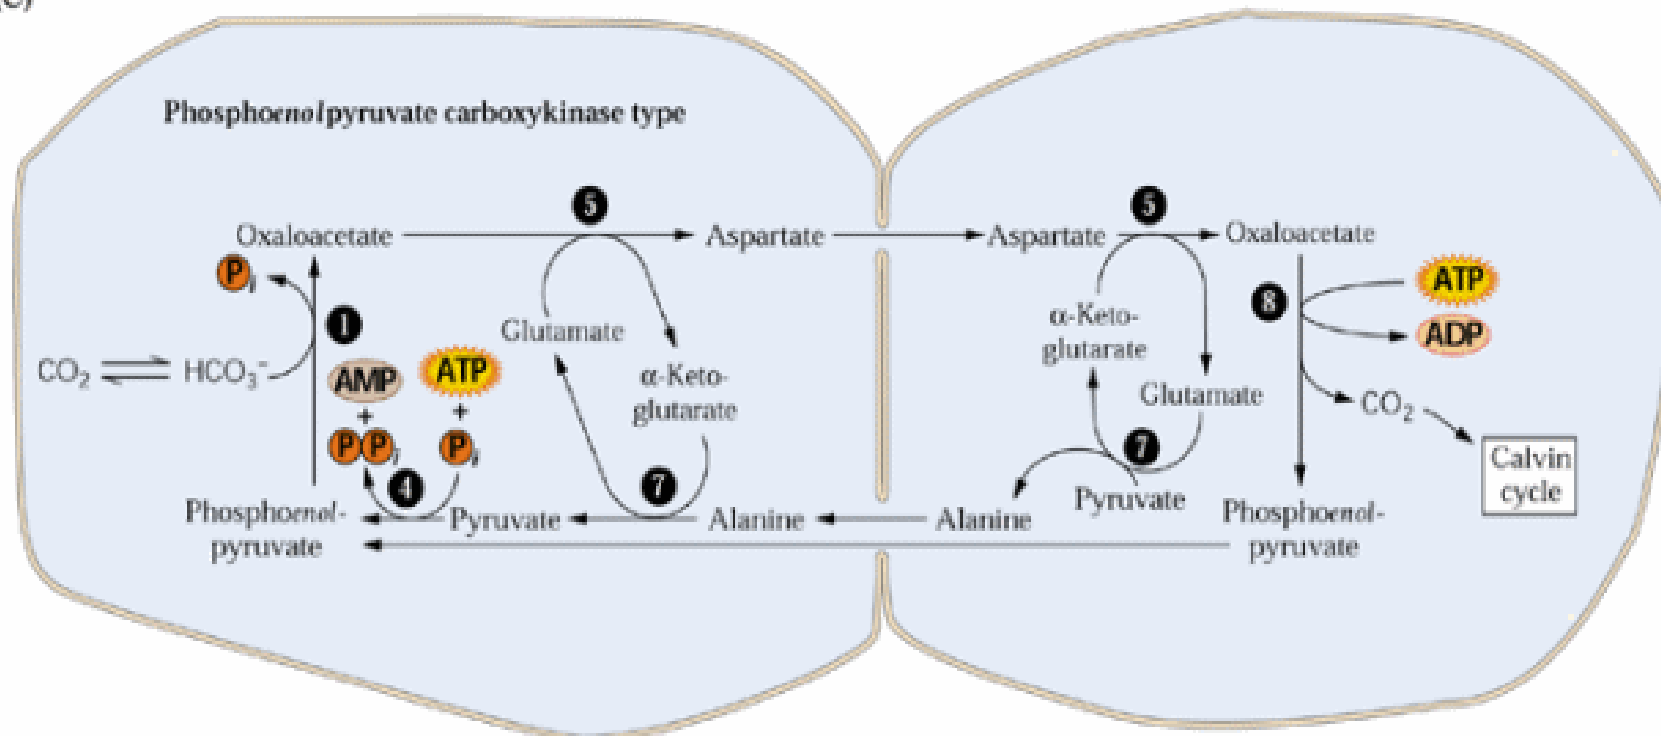 (C)
Phosphoenolpyruvate carboxykinase type
5
5
Oxaloacetate
Aspartate
Aspartate
Oxaloacetate
Pi
ATP
8
1
α-Keto-
glutarate
ADP
Glutamate
CO2
HCO3-
AMP
ATP
α-Keto-
glutarate
Glutamate
CO2
+
+
PPi
Pi
7
Calvin
cycle
4
7
Phosphoenol-
pyruvate
Pyruvate
Alanine
Alanine
Pyruvate
Phosphoenol-
pyruvate